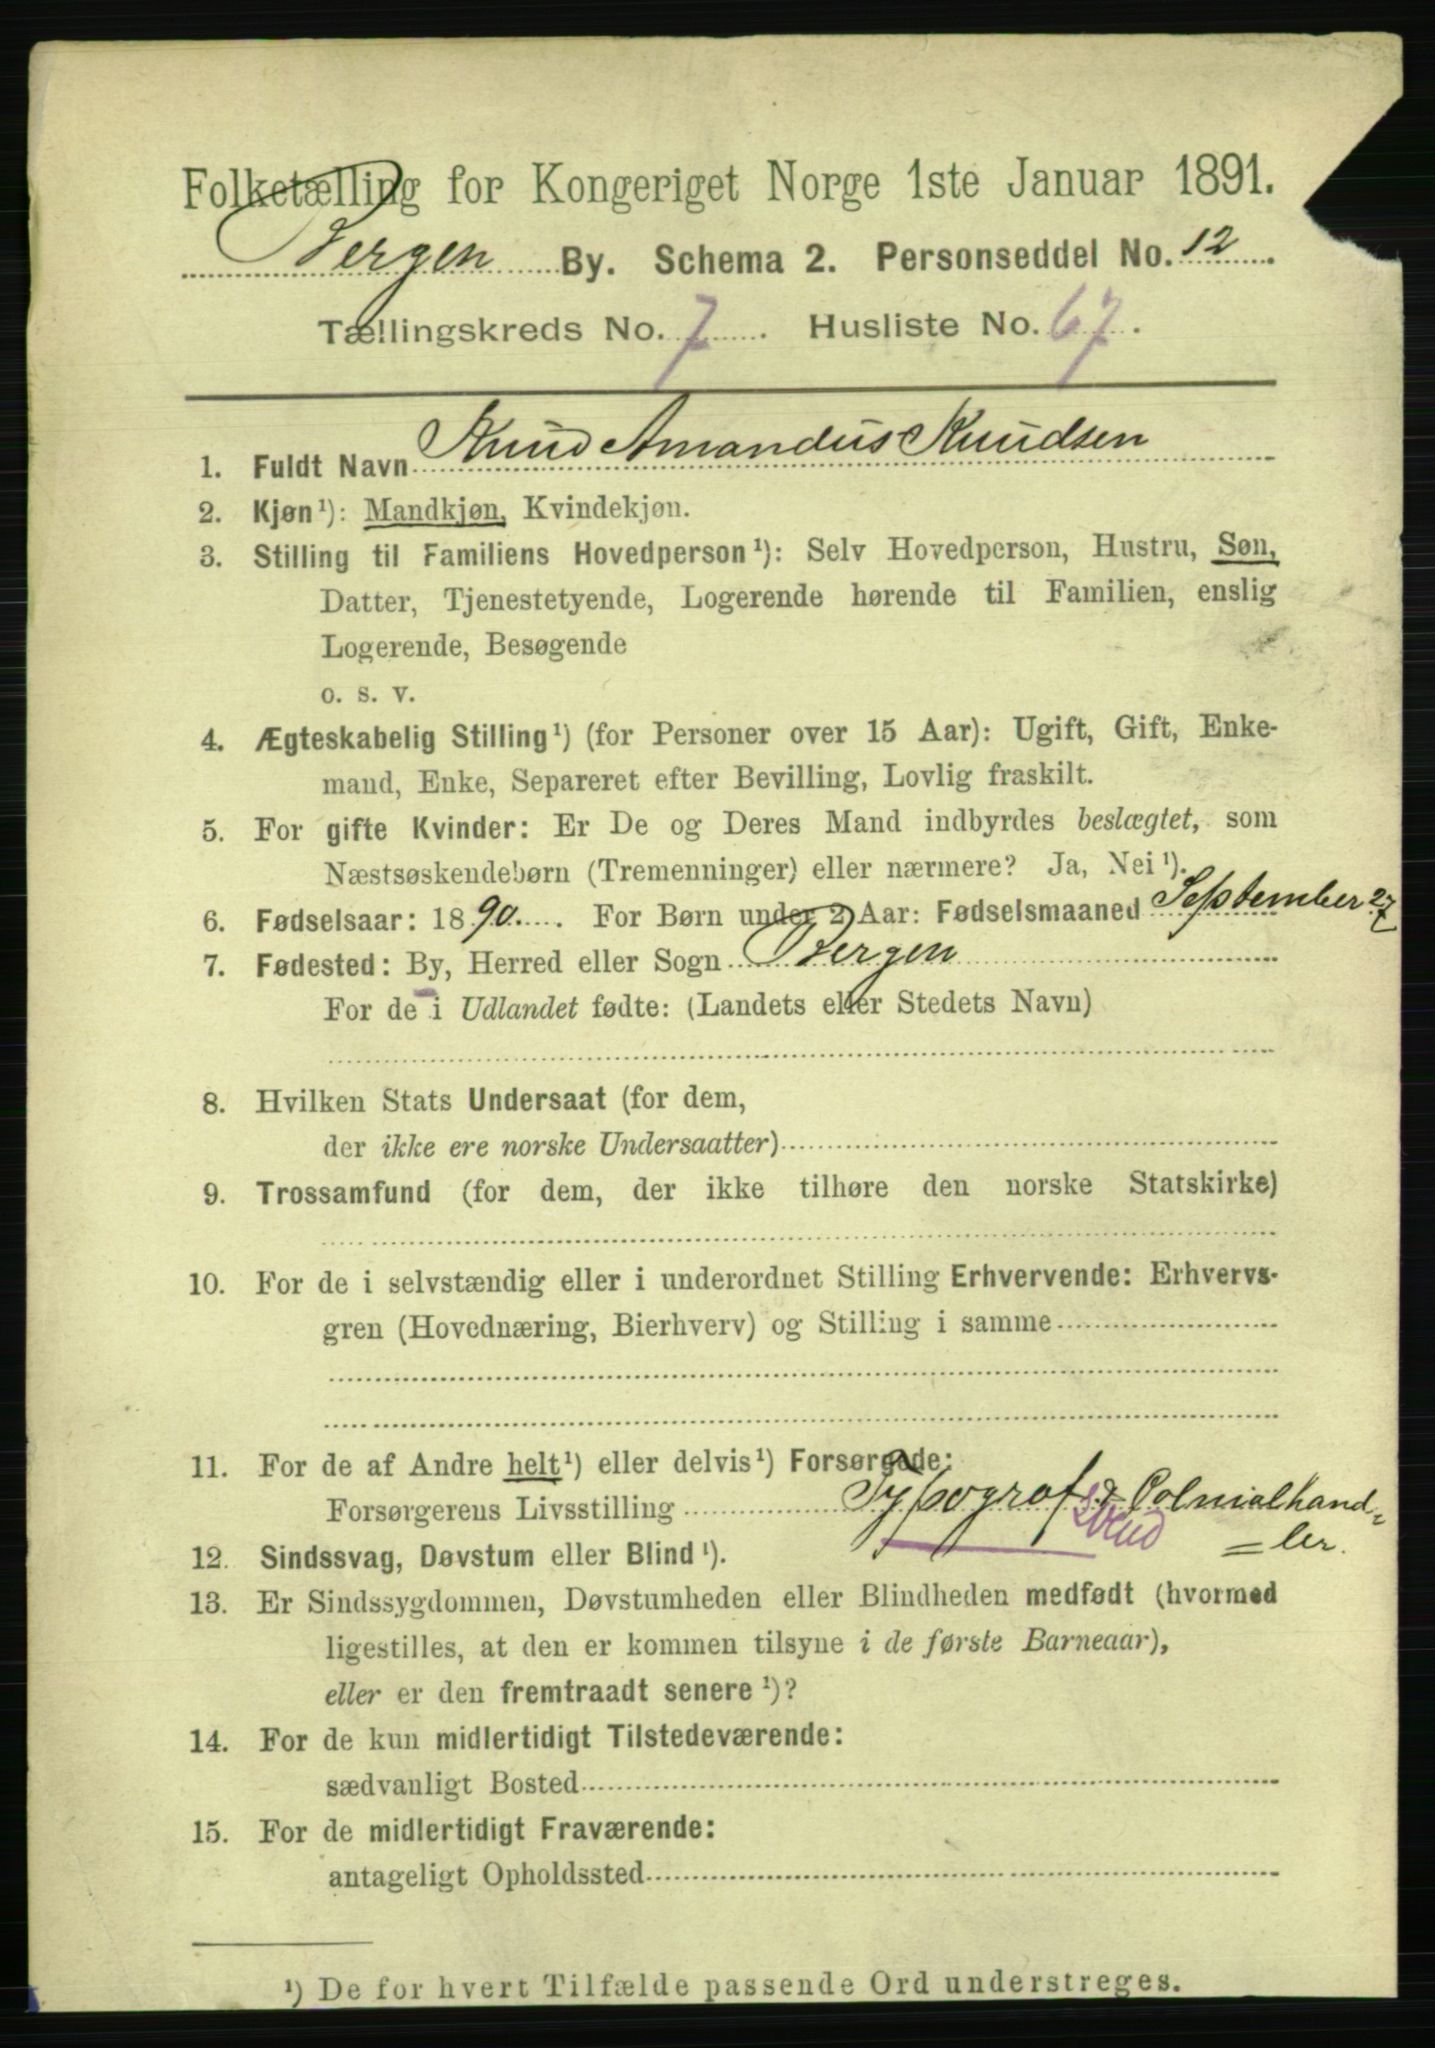 Folketælling for Kongeriget Norge 1ste Januar 1891.
Bergen By. Schema 2. Personseddel No. 12.
Tællingskreds No. 7. Husliste No. 67.
1. Fuldt Navn Knud Amandus Knudsen
2. Kjøn¹): Mandkjøn, Kvindekjøn.
3. Stilling til Familiens Hovedperson¹): Selv Hovedperson, Hustru, Søn,
Datter, Tjenestetyende, Logerende hørende til Familien, enslig
Logerende, Besøgende
o. s. v.
4. Ægteskabelig Stilling¹) (for Personer over 15 Aar): Ugift, Gift, Enke-
mand, Enke, Separeret efter Bevilling, Lovlig fraskilt.
5. For gifte Kvinder: Er De og Deres Mand indbyrdes beslægtet, som
Næstsøskendebørn (Tremenninger) eller nærmere? Ja, Nei¹).
6. Fødselsaar: 1890. For Børn under 2 Aar: Fødselsmaaned September 27
7. Fødested: By, Herred eller Sogn Bergen
For de i Udlandet fødte: (Landets eller Stedets Navn)
8. Hvilken Stats Undersaat (for dem,
der ikke ere norske Undersaatter)
9. Trossamfund (for dem, der ikke tilhøre den norske Statskirke)
10. For de i selvstændig eller i underordnet Stilling Erhvervende: Erhvervs-
gren (Hovednæring, Bierhverv) og Stilling i samme
11. For de af Andre helt¹) eller delvis¹) Forsørgede:
Forsørgerens Livsstilling Typograf & Colonialhand=
Svend =ler.
12. Sindssvag, Døvstum eller Blind¹).
13. Er Sindssygdommen, Døvstumheden eller Blindheden medfødt (hvormed
ligestilles, at den er kommen tilsyne i de første Barneaar),
eller er den fremtraadt senere¹)?
14. For de kun midlertidigt Tilstedeværende:
sædvanligt Bosted
15. For de midlertidigt Fraværende:
antageligt Opholdssted
¹) De for hvert Tilfælde passende Ord understreges.